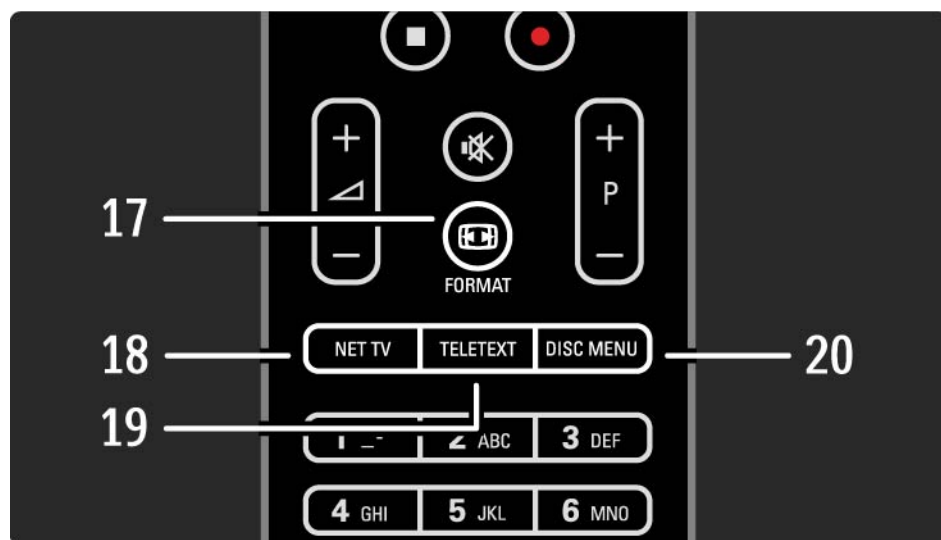 + +
P
17
— —
FORMAT
18 NET TV TELETEXT DISC MENU 20
19
1 _- 2 ABC 3 DEF
4 GHI 5 JKL 6 MNO